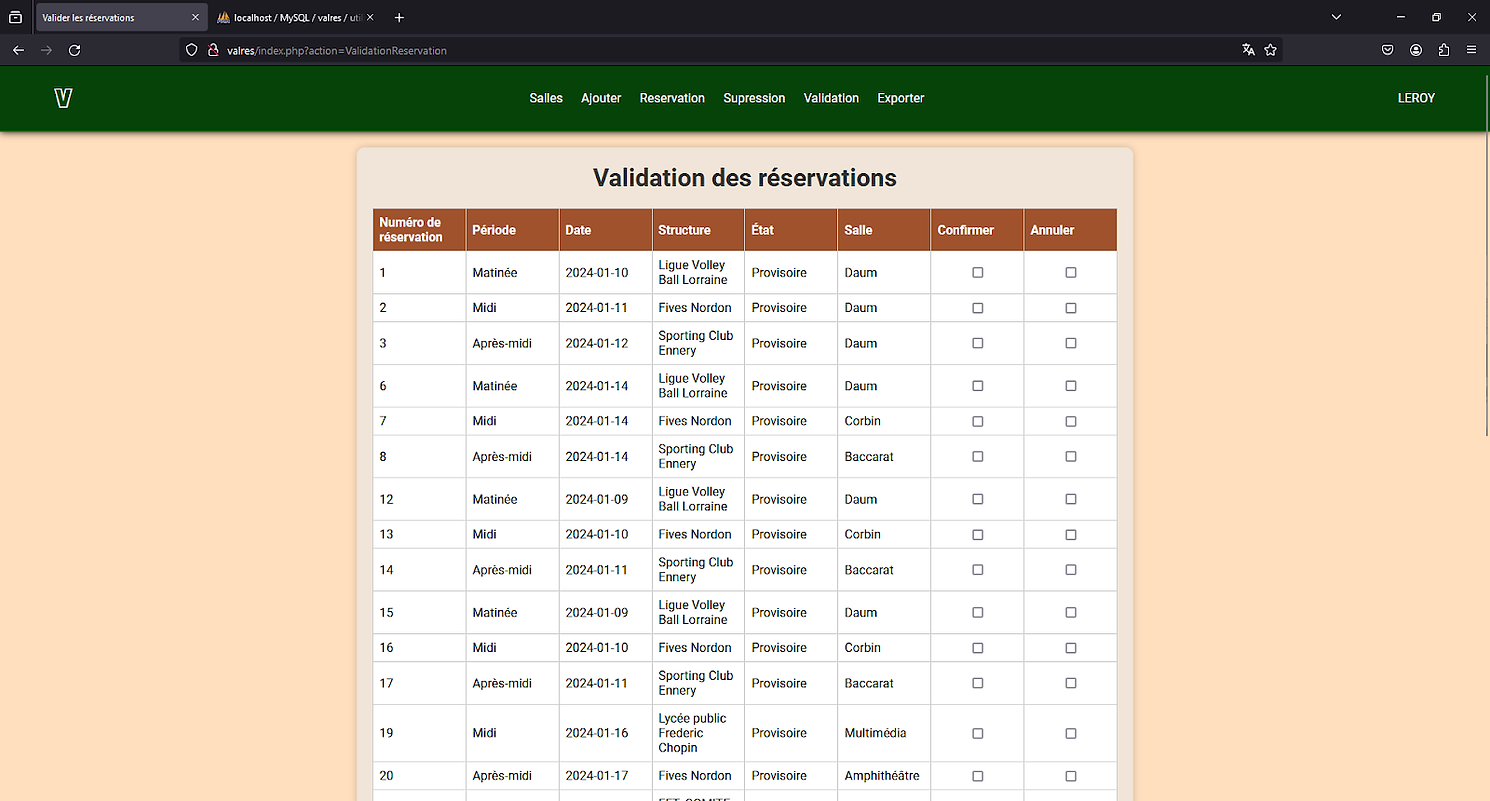 Valider les réservations
localhost / MySQL / valres / uti
valres/index.php?action=ValidationReservation
V
Salles Ajouter Reservation Supression Validation Exporter
LEROY
Validation des réservations
Numéro de réservation Période Date Structure État Salle Confirmer Annuler
1 Matinée 2024-01-10 Ligue Volley Ball Lorraine Provisoire Daum
2 Midi 2024-01-11 Fives Nordon Provisoire Daum
3 Après-midi 2024-01-12 Sporting Club Ennery Provisoire Daum
6 Matinée 2024-01-14 Ligue Volley Ball Lorraine Provisoire Daum
7 Midi 2024-01-14 Fives Nordon Provisoire Corbin
8 Après-midi 2024-01-14 Sporting Club Ennery Provisoire Baccarat
12 Matinée 2024-01-09 Ligue Volley Ball Lorraine Provisoire Daum
13 Midi 2024-01-10 Fives Nordon Provisoire Corbin
14 Après-midi 2024-01-11 Sporting Club Ennery Provisoire Baccarat
15 Matinée 2024-01-09 Ligue Volley Ball Lorraine Provisoire Daum
16 Midi 2024-01-10 Fives Nordon Provisoire Corbin
17 Après-midi 2024-01-11 Sporting Club Ennery Provisoire Baccarat
19 Midi 2024-01-16 Lycée public Frederic Chopin Provisoire Multimédia
20 Après-midi 2024-01-17 Fives Nordon Provisoire Amphithéâtre